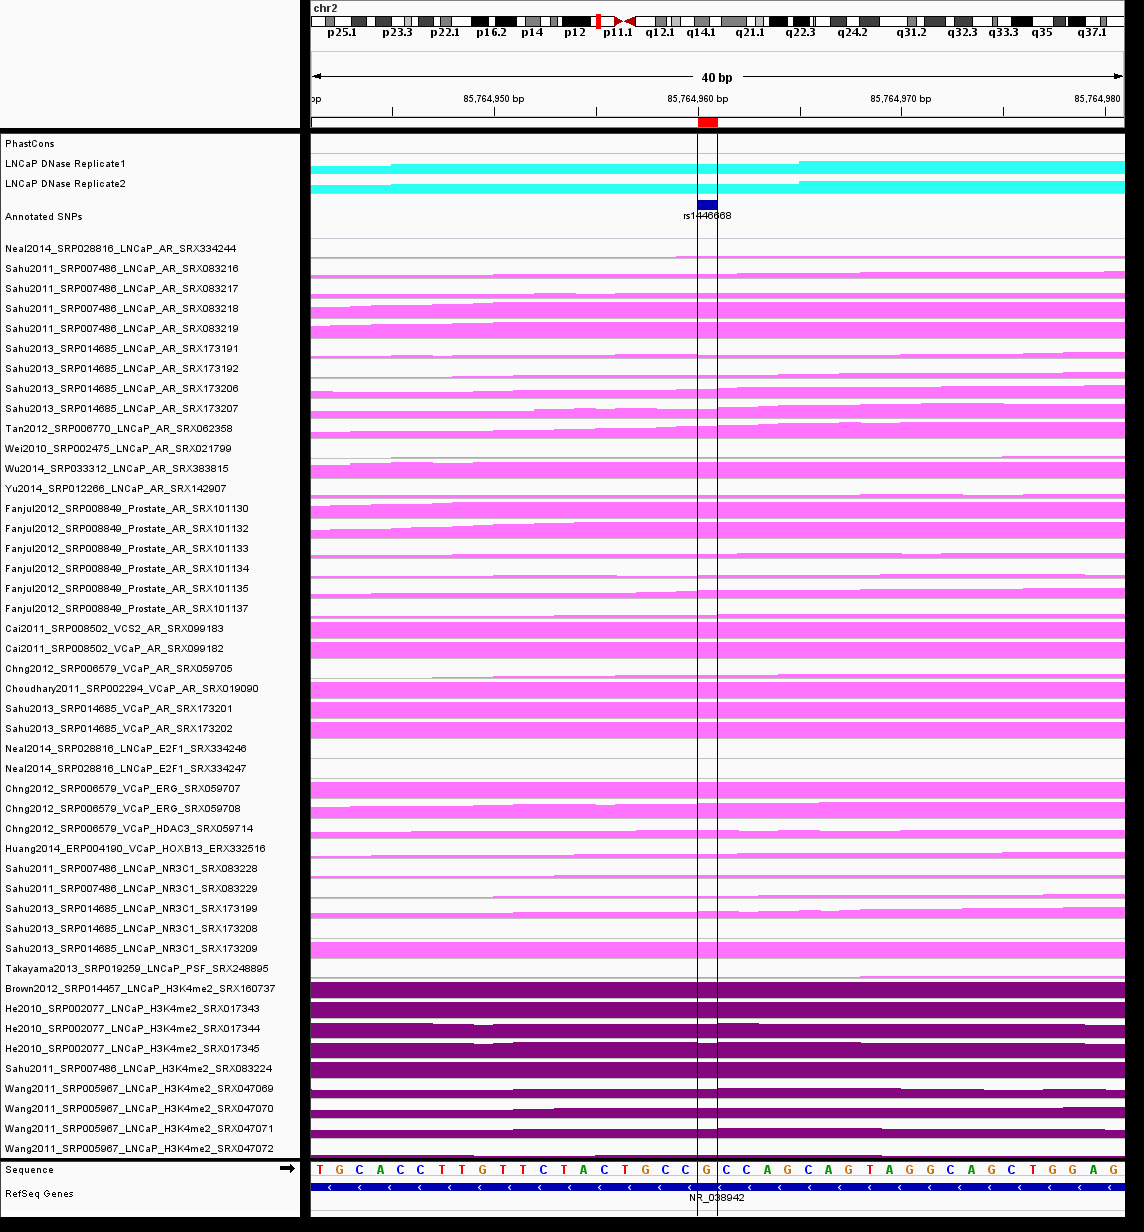 chr2
p25.1 p23.3 p22.1 p16.2 p14 p12 p11.1 q12.1 q14.1 q21.1 q22.3 q24.2 q31.2 q32.3 q33.3 q35 q37.1
40 bp
bp 85,764,950 bp 85,764,960 bp 85,764,970 bp 85,764,980
PhastCons
LNCaP DNase Replicate1
LNCaP DNase Replicate2
Annotated SNPs rs1446668
Neal2014_SRP028816_LNCaP_AR_SRX334244
Sahu2011_SRP007486_LNCaP_AR_SRX083216
Sahu2011_SRP007486_LNCaP_AR_SRX083217
Sahu2011_SRP007486_LNCaP_AR_SRX083218
Sahu2011_SRP007486_LNCaP_AR_SRX083219
Sahu2013_SRP014685_LNCaP_AR_SRX173191
Sahu2013_SRP014685_LNCaP_AR_SRX173192
Sahu2013_SRP014685_LNCaP_AR_SRX173206
Sahu2013_SRP014685_LNCaP_AR_SRX173207
Tan2012_SRP006770_LNCaP_AR_SRX062358
Wei2010_SRP002475_LNCaP_AR_SRX021799
Wu2014_SRP033312_LNCaP_AR_SRX383815
Yu2014_SRP012266_LNCaP_AR_SRX142907
Fanjul2012_SRP008849_Prostate_AR_SRX101130
Fanjul2012_SRP008849_Prostate_AR_SRX101132
Fanjul2012_SRP008849_Prostate_AR_SRX101133
Fanjul2012_SRP008849_Prostate_AR_SRX101134
Fanjul2012_SRP008849_Prostate_AR_SRX101135
Fanjul2012_SRP008849_Prostate_AR_SRX101137
Cai2011_SRP008502_VCS2_AR_SRX099183
Cai2011_SRP008502_VCaP_AR_SRX099182
Chng2012_SRP006579_VCaP_AR_SRX059705
Choudhary2011_SRP002294_VCaP_AR_SRX019090
Sahu2013_SRP014685_VCaP_AR_SRX173201
Sahu2013_SRP014685_VCaP_AR_SRX173202
Neal2014_SRP028816_LNCaP_E2F1_SRX334246
Neal2014_SRP028816_LNCaP_E2F1_SRX334247
Chng2012_SRP006579_VCaP_ERG_SRX059707
Chng2012_SRP006579_VCaP_ERG_SRX059708
Chng2012_SRP006579_VCaP_HDAC3_SRX059714
Huang2014_ERP004190_VCaP_HOXB13_ERX332516
Sahu2011_SRP007486_LNCaP_NR3C1_SRX083228
Sahu2011_SRP007486_LNCaP_NR3C1_SRX083229
Sahu2013_SRP014685_LNCaP_NR3C1_SRX173199
Sahu2013_SRP014685_LNCaP_NR3C1_SRX173208
Sahu2013_SRP014685_LNCaP_NR3C1_SRX173209
Takayama2013_SRP019259_LNCaP_PSF_SRX248895
Brown2012_SRP014457_LNCaP_H3K4me2_SRX160737
He2010_SRP002077_LNCaP_H3K4me2_SRX017343
He2010_SRP002077_LNCaP_H3K4me2_SRX017344
He2010_SRP002077_LNCaP_H3K4me2_SRX017345
Sahu2011_SRP007486_LNCaP_H3K4me2_SRX083224
Wang2011_SRP005967_LNCaP_H3K4me2_SRX047069
Wang2011_SRP005967_LNCaP_H3K4me2_SRX047070
Wang2011_SRP005967_LNCaP_H3K4me2_SRX047071
Wang2011_SRP005967_LNCaP_H3K4me2_SRX047072
Sequence T G C A C C T T G T T C T A C T G C C G C C A G C A G T A G G C A G C T G G A G
RefSeq Genes NR_038942